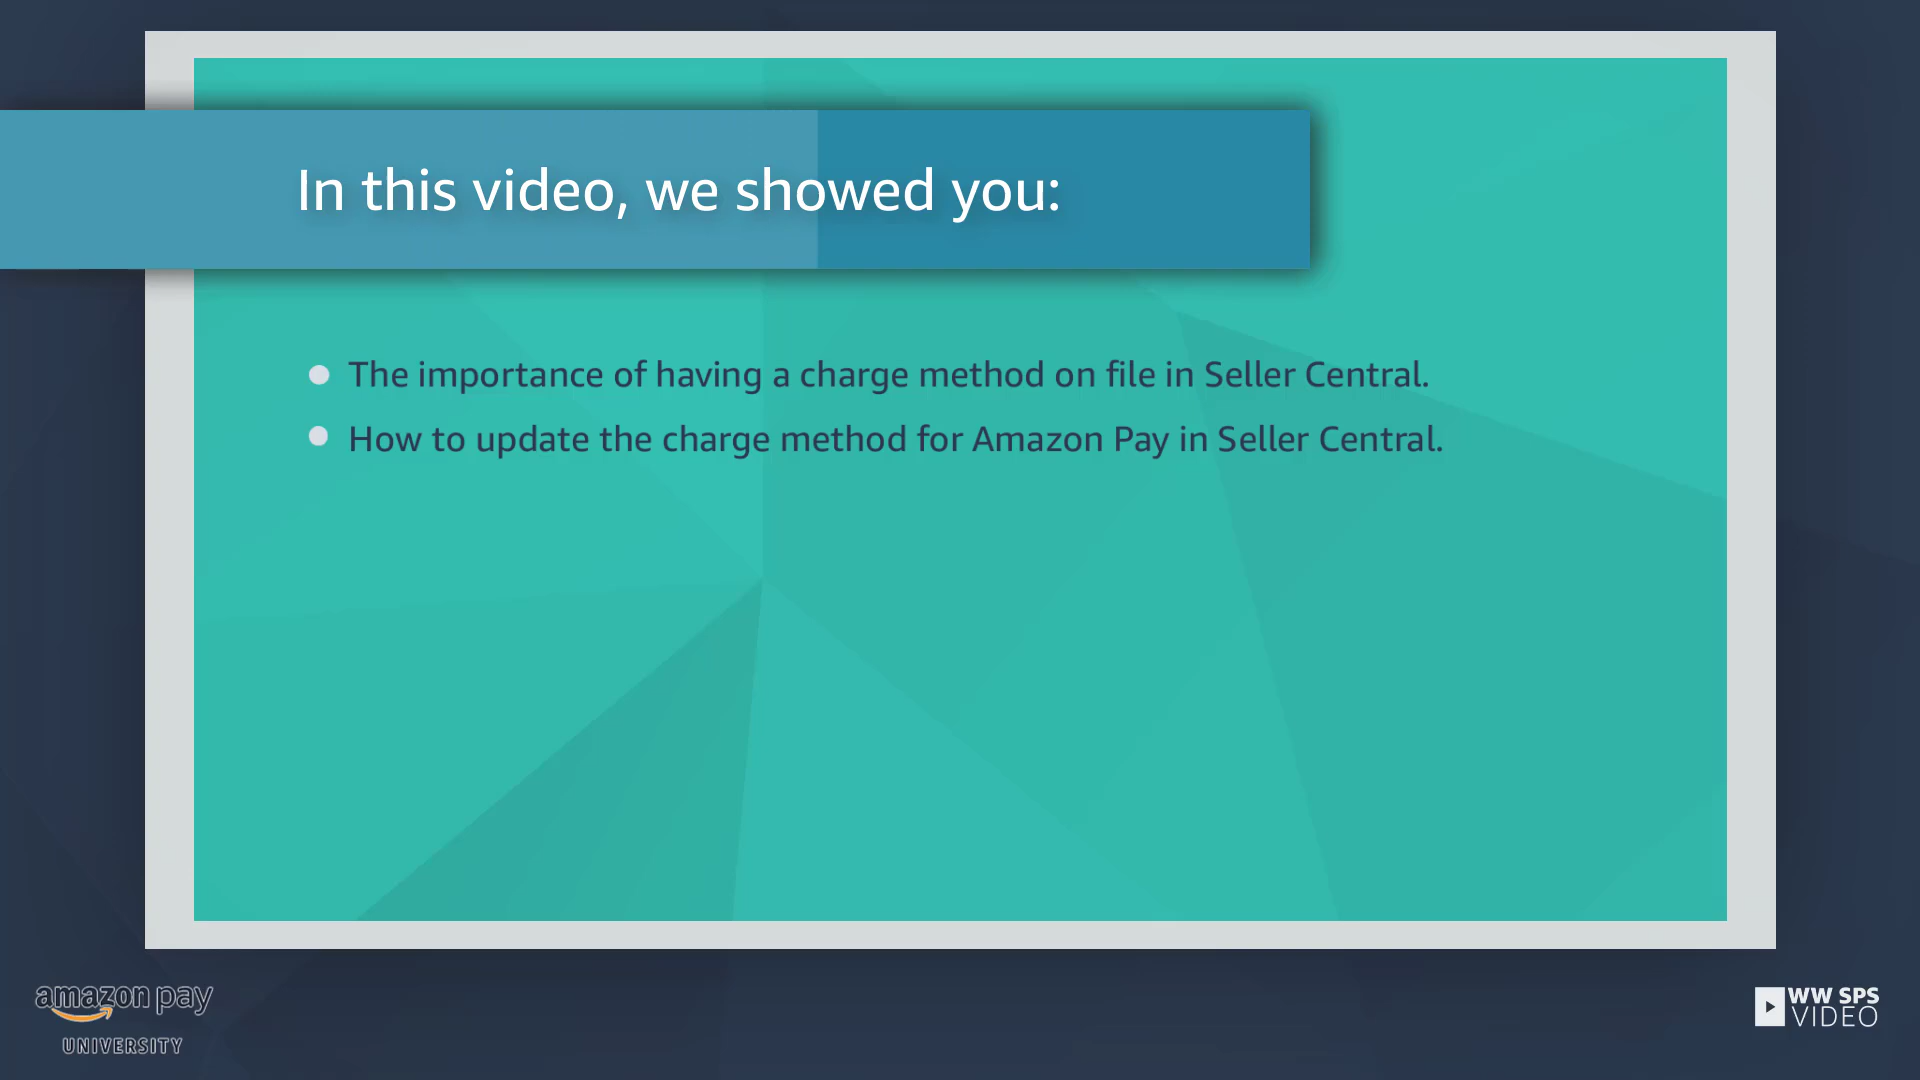 In this video, we showed you:
The importance of having a charge method on file in Seller Central.
How to update the charge method for Amazon Pay in Seller Central.
amazon pay
UNIVERSITY
WW SPS
VIDEO